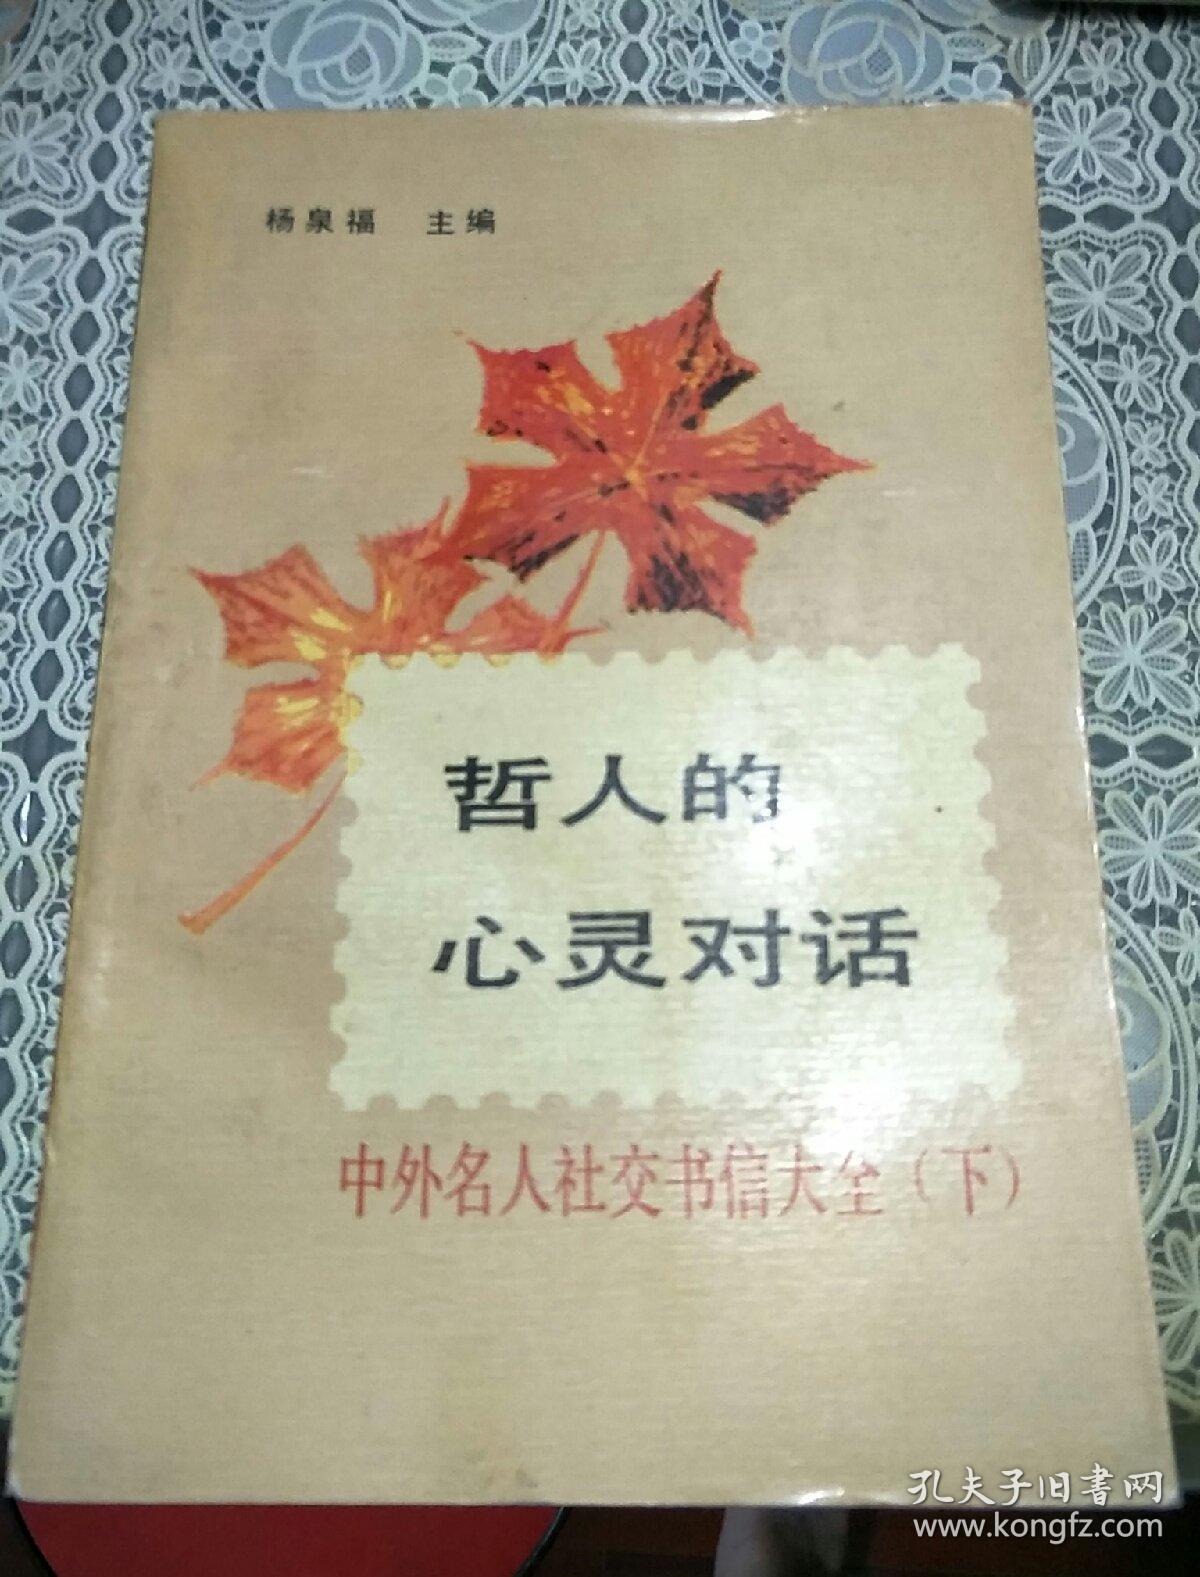 杨泉福 主编
哲人的
心灵对话
中外名人社交书信大全（下）
孔夫子旧書网
www.kongfz.com